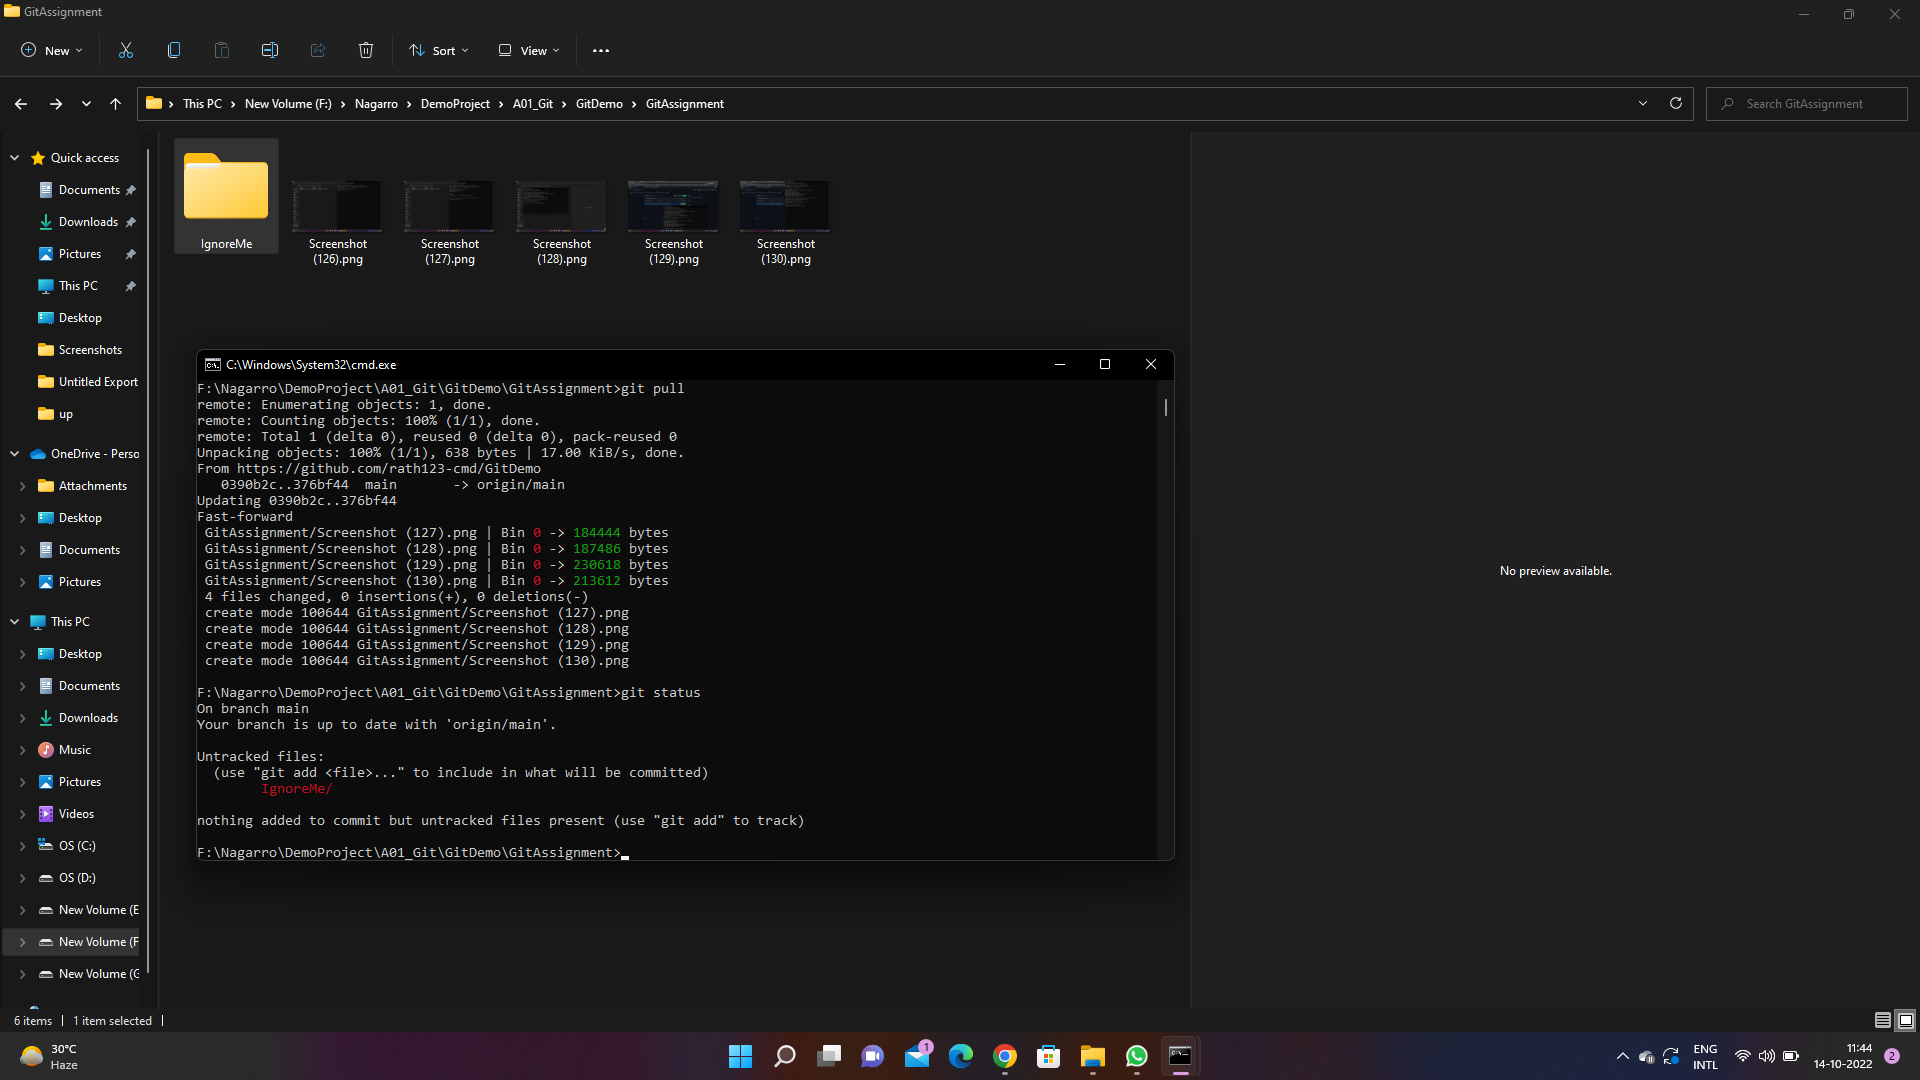 GitAssignment
New
Sort
View
This PC
New Volume (F:)
Nagarro
DemoProject
A01_Git
GitDemo
GitAssignment
Search GitAssignment
Quick access
Documents
Downloads
Pictures
This PC
Desktop
Screenshots
Untitled Export
up
OneDrive - Perso
Attachments
Desktop
Documents
Pictures
This PC
Desktop
Documents
Downloads
Music
Pictures
Videos
OS (C:)
OS (D:)
New Volume (E
New Volume (F
New Volume (G
IgnoreMe
Screenshot
(126).png
Screenshot
(127).png
Screenshot
(128).png
Screenshot
(129).png
Screenshot
(130).png
C:\Windows\System32\cmd.exe
F:\Nagarro\DemoProject\A01_Git\GitDemo\GitAssignment>git pull
remote: Enumerating objects: 1, done.
remote: Counting objects: 100% (1/1), done.
remote: Total 1 (delta 0), reused 0 (delta 0), pack-reused 0
Unpacking objects: 100% (1/1), 638 bytes | 17.00 KiB/s, done.
From https://github.com/rath123-cmd/GitDemo
   0390b2c..376bf44  main       -> origin/main
Updating 0390b2c..376bf44
Fast-forward
 GitAssignment/Screenshot (127).png | Bin 0 -> 184444 bytes
 GitAssignment/Screenshot (128).png | Bin 0 -> 187486 bytes
 GitAssignment/Screenshot (129).png | Bin 0 -> 230618 bytes
 GitAssignment/Screenshot (130).png | Bin 0 -> 213612 bytes
 4 files changed, 0 insertions(+), 0 deletions(-)
 create mode 100644 GitAssignment/Screenshot (127).png
 create mode 100644 GitAssignment/Screenshot (128).png
 create mode 100644 GitAssignment/Screenshot (129).png
 create mode 100644 GitAssignment/Screenshot (130).png
F:\Nagarro\DemoProject\A01_Git\GitDemo\GitAssignment>git status
On branch main
Your branch is up to date with 'origin/main'.
Untracked files:
  (use "git add <file>..." to include in what will be committed)
        IgnoreMe/
nothing added to commit but untracked files present (use "git add" to track)
F:\Nagarro\DemoProject\A01_Git\GitDemo\GitAssignment>
No preview available.
6 items
1 item selected
30°C
Haze
1
ENG
INTL
11:44
14-10-2022
2